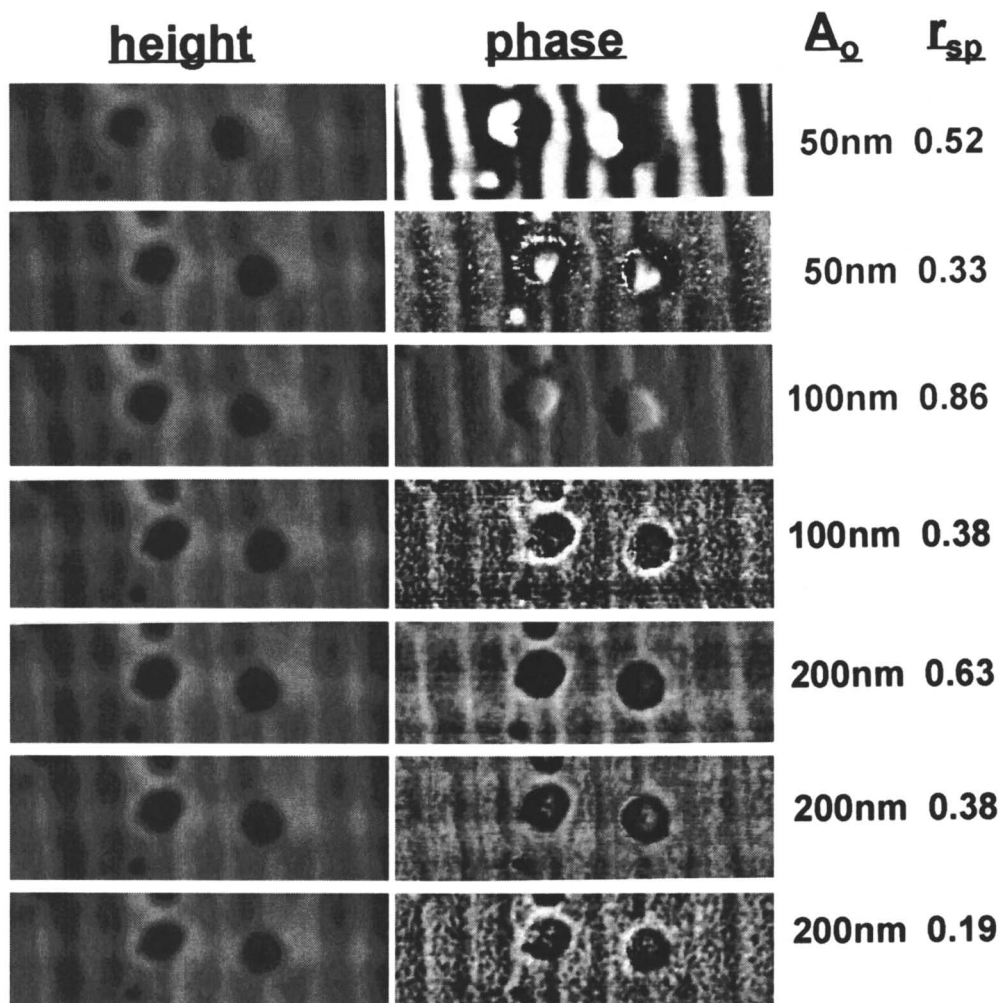 height phase A₀ rₛₚ
50nm 0.52
50nm 0.33
100nm 0.86
100nm 0.38
200nm 0.63
200nm 0.38
200nm 0.19